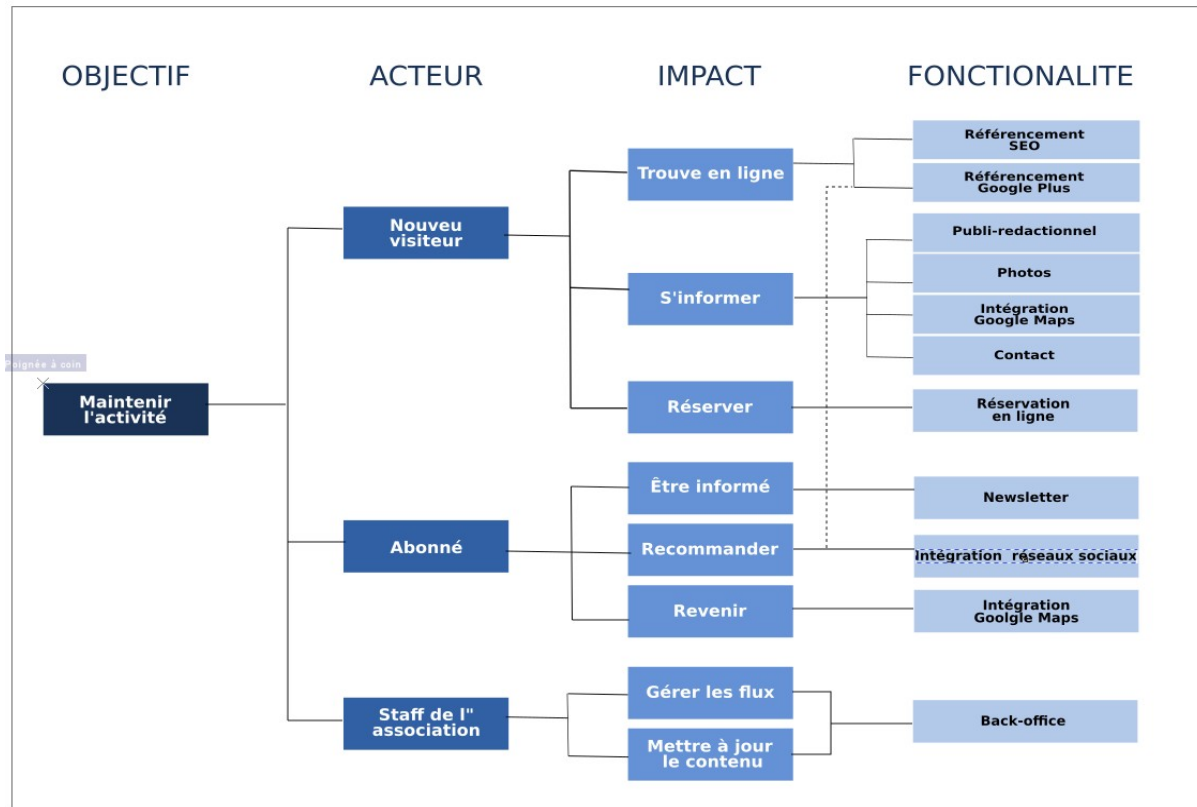 OBJECTIF
ACTEUR
IMPACT
FONCTIONALITE
Maintenir
l'activité
Poignée à coin
Nouveu
visiteur
Trouve en ligne
Référencement
SEO
Référencement
Google Plus
S'informer
Publi-redactionnel
Photos
Intégration
Google Maps
Contact
Réserver
Réservation
en ligne
Abonné
Être informé
Newsletter
Recommander
Intégration réseaux sociaux
Revenir
Intégration
Goolgle Maps
Staff de l"
association
Gérer les flux
Mettre à jour
le contenu
Back-office